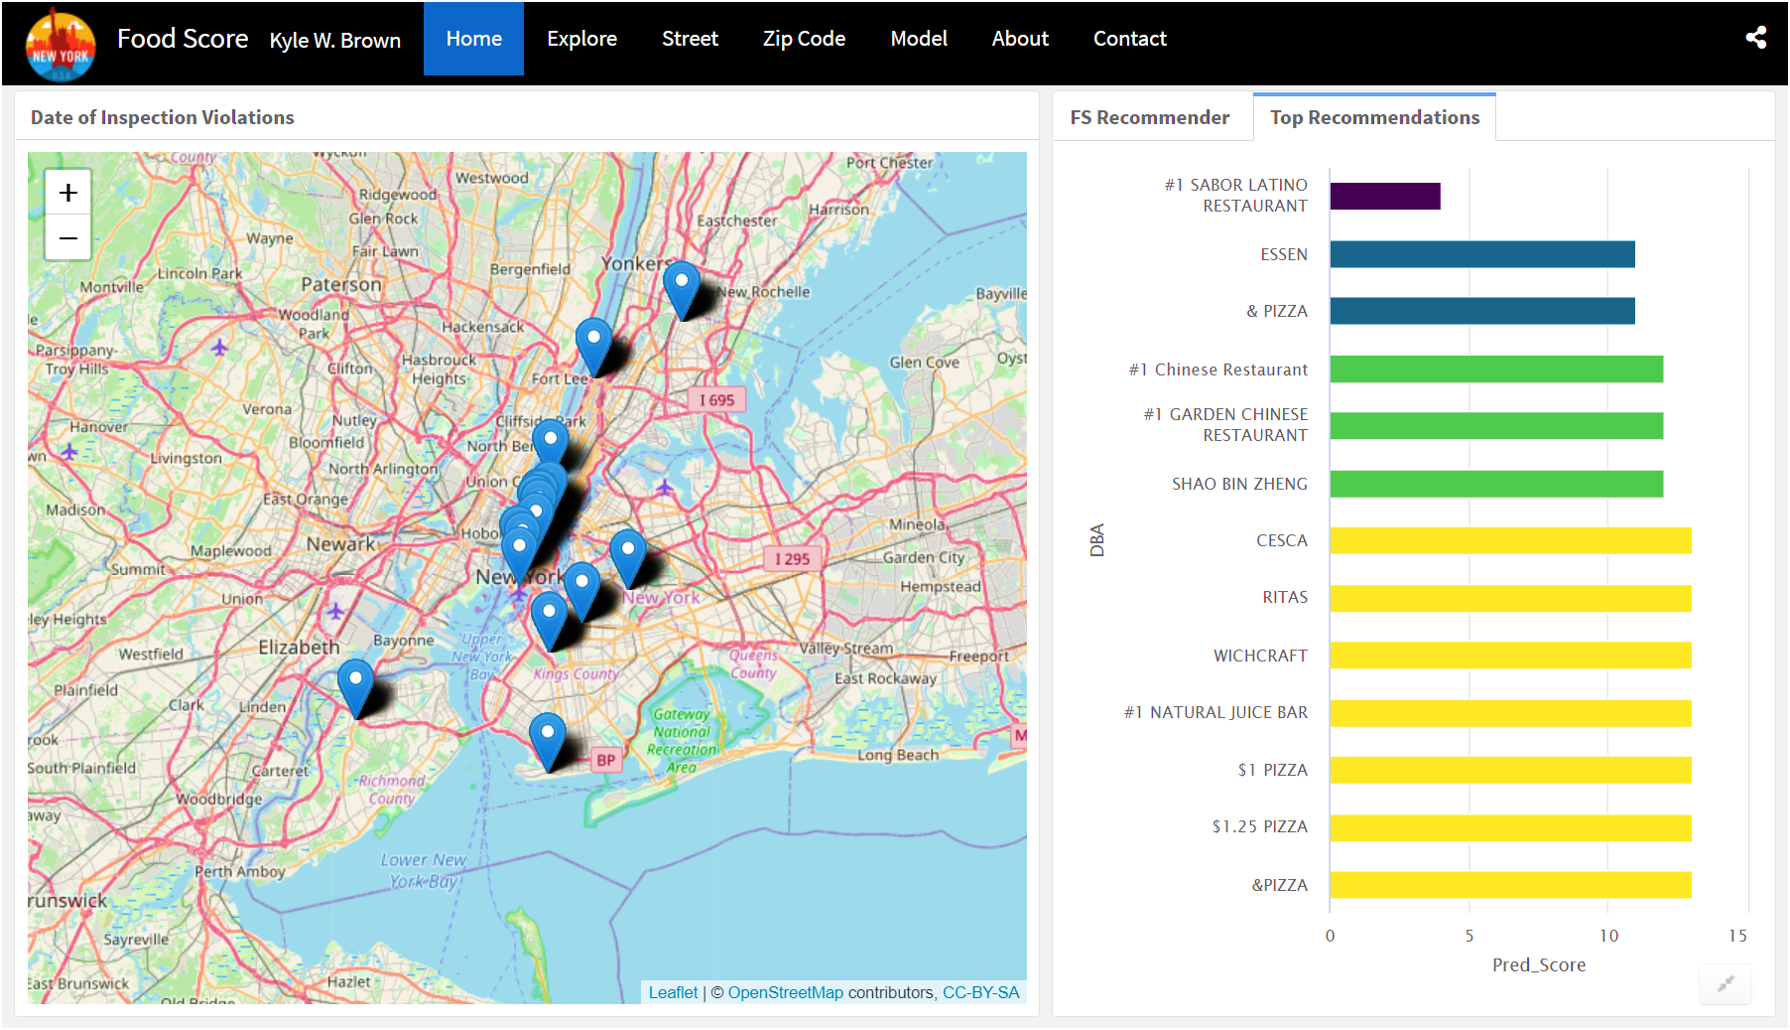 NEW YORK
U.S.A
Food Score
Kyle W. Brown
Home
Explore
Street
Zip Code
Model
About
Contact
Date of Inspection Violations
+
−
County
Wyckoff
Westwood
Port Chester
Ridgewood
Glen Rock
Harrison
Eastchester
Wayne
Fair Lawn
Yonkers
Bergenfield
Lincoln Park
Montville
Paterson
New Rochelle
Bayville
Woodland
Park
Hackensack
Parsippany-
Troy Hills
Hasbrouck
Heights
Clifton
Fort Lee
Glen Cove
Oyst
I 695
Verona
Nutley
Cliffside Park
Hanover
Bloomfield
North Be
Livingston
North Arlington
Union C
East Orange
Madison
Hobo
Mineola
Newark
Maplewood
I 295
Garden City
Summit
New York
Hempstead
Union
New York
ley Heights
Elizabeth
Bayonne
Upper
New York
Bay
Westfield
Valley Stream
Freeport
Queens
County
Kings County
East Rockaway
Plainfield
Clark
Linden
Gateway
National
Recreation
Area
rook
BP
M
Long Beach
South Plainfield
Carteret
Richmond
County
Woodbridge
away
Lower New
York Bay
Perth Amboy
runswick
Sayreville
East Brunswick
Hazlet
Old Bridge
Leaflet | © OpenStreetMap contributors, CC-BY-SA
FS Recommender
Top Recommendations
#1 SABOR LATINO
RESTAURANT
ESSEN
& PIZZA
#1 Chinese Restaurant
#1 GARDEN CHINESE
RESTAURANT
SHAO BIN ZHENG
CESCA
RITAS
WICHCRAFT
#1 NATURAL JUICE BAR
$1 PIZZA
$1.25 PIZZA
&PIZZA
DBA
0
5
10
15
Pred_Score